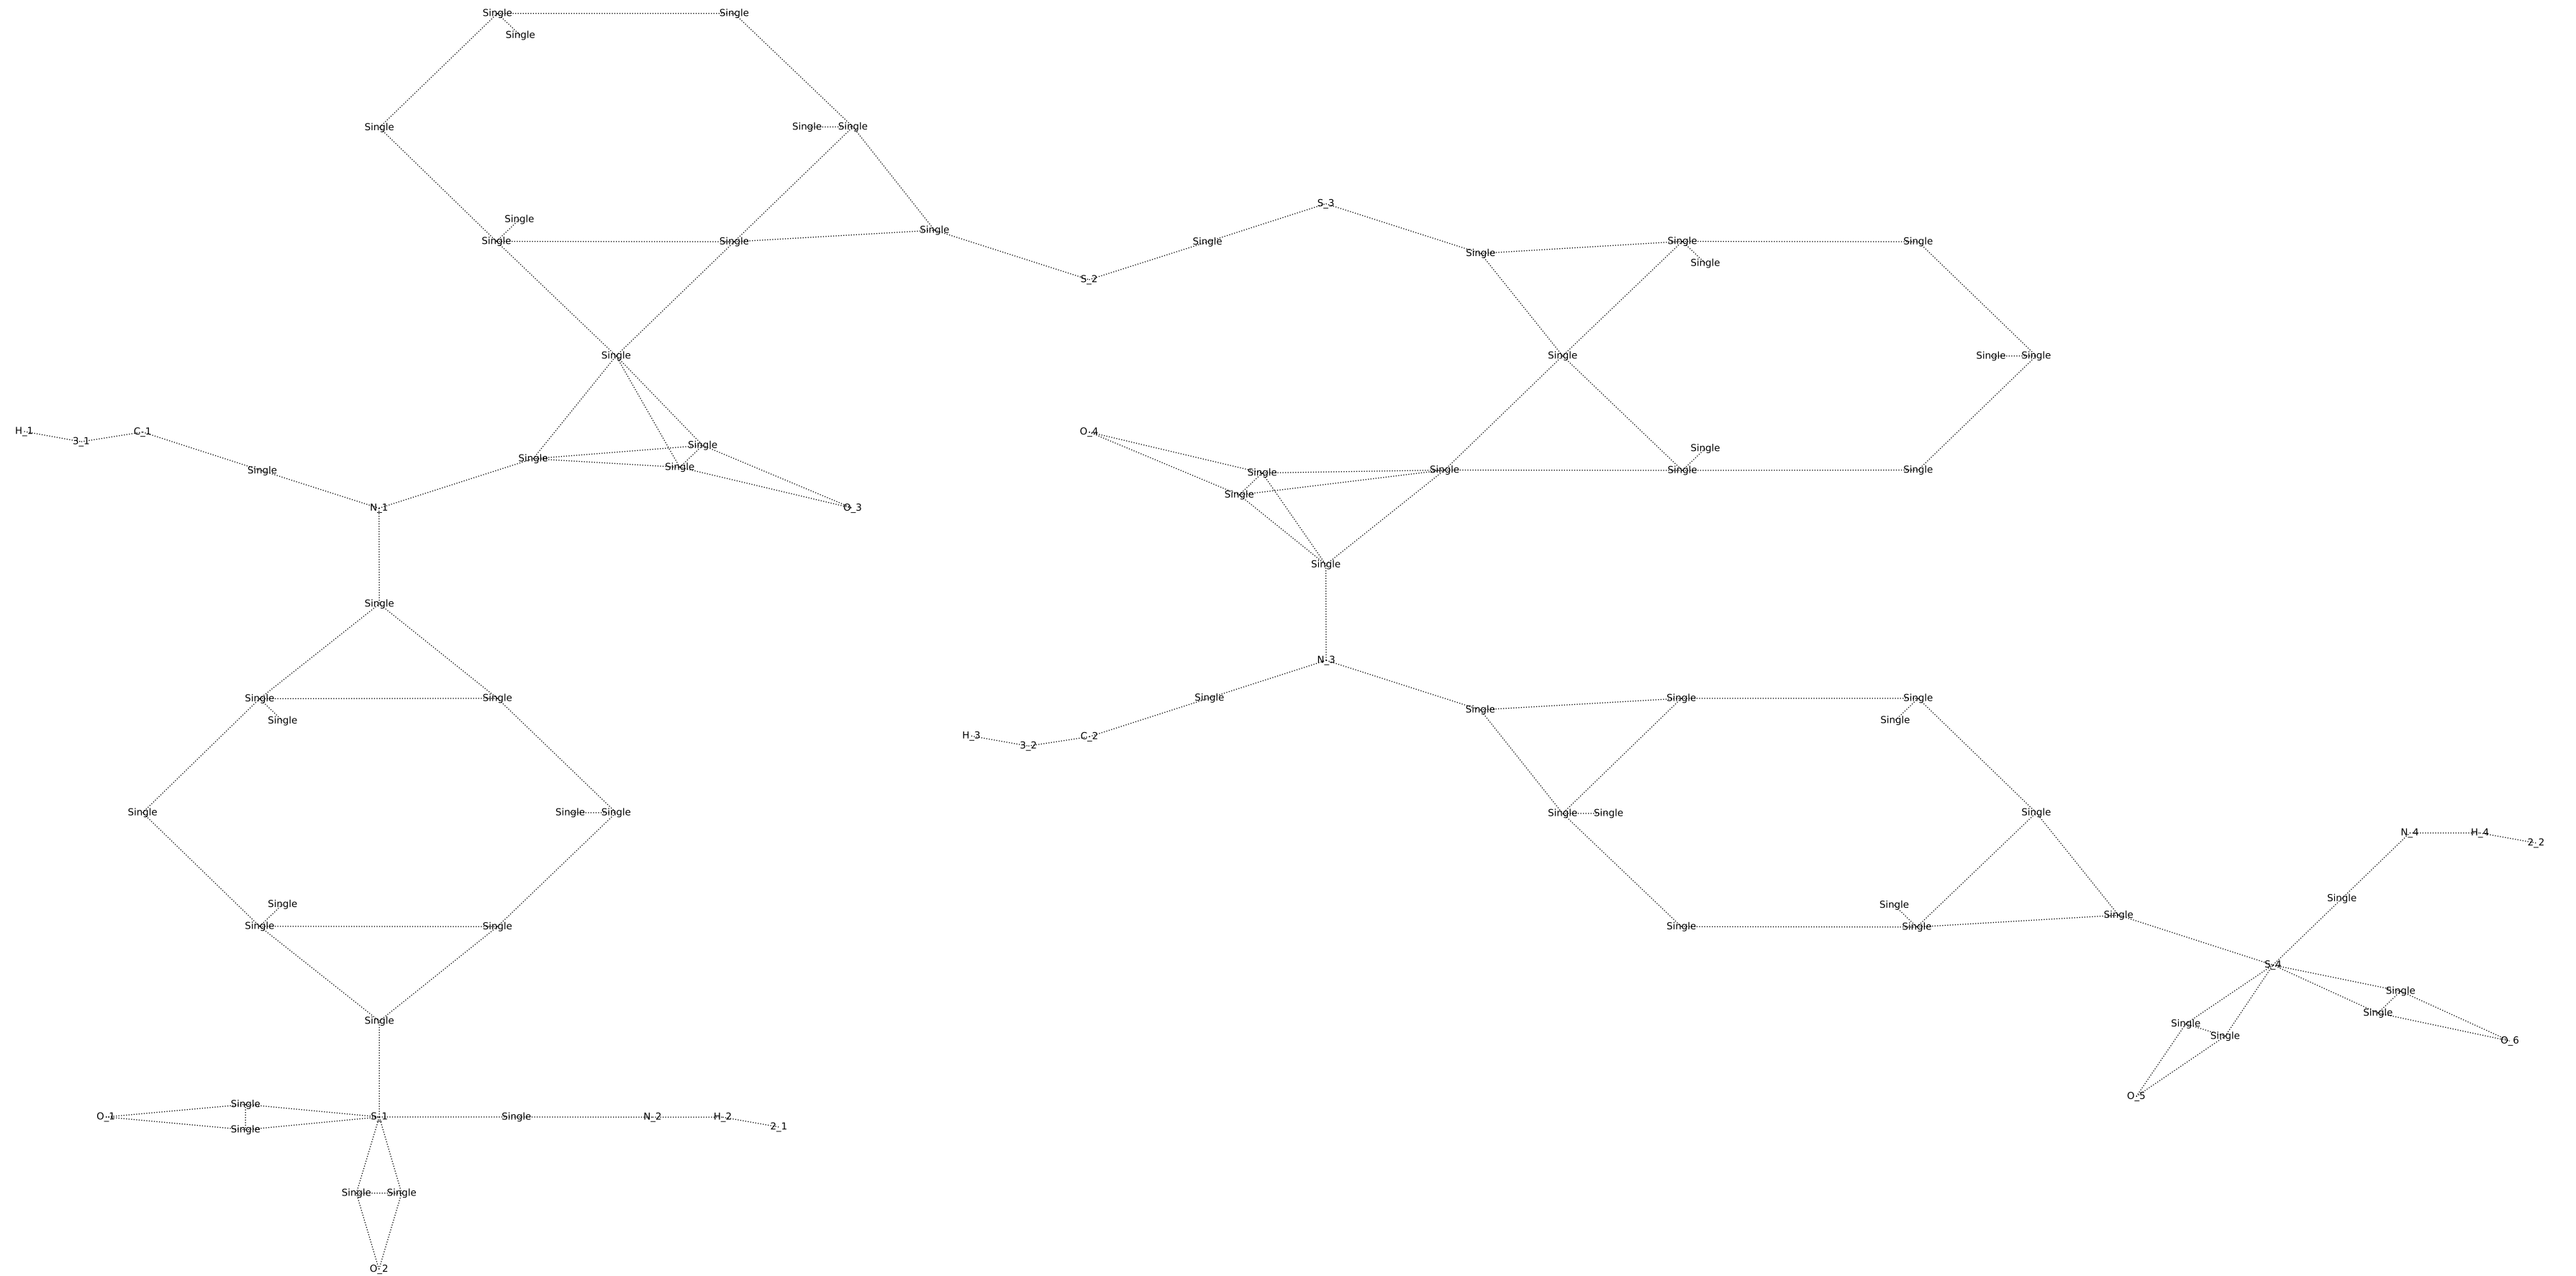 Single Single
Single
Single Single Single
S_3
Single
Single Single Single Single Single Single
Single
Single
S_2
Single Single Single Single
H_1 3_1 C_1 O_4
Single Single
Single Single
Single Single Single Single Single
Single
N_1 O_3
Single
Single
N_3
Single Single Single Single Single
Single
Single Single
H_3 3_2 C_2
Single Single Single Single Single Single
N_4 H_4 2_2
Single
Single Single
Single Single Single Single
Single
S_4
Single
Single
Single
Single Single
O_6
O_5
Single
O_1 S_1 Single N_2 H_2 2_1
Single
Single Single
O_2